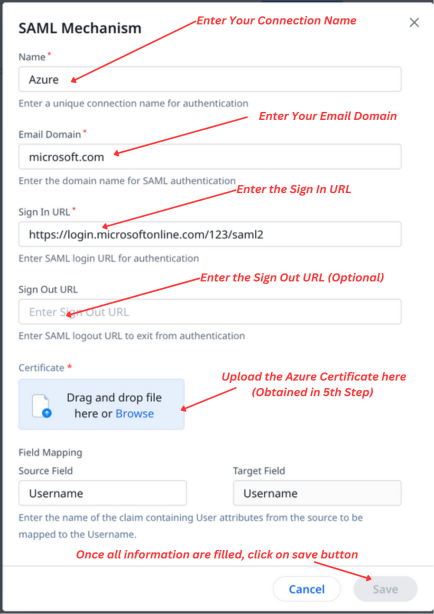 Enter Your Connection Name
SAML Mechanism
Name *
Azure
Enter a unique connection name for authentication
Enter Your Email Domain
Email Domain *
microsoft.com
Enter the domain name for SAML authentication
Enter the Sign In URL
Sign In URL *
https://login.microsoftonline.com/123/saml2
Enter SAML login URL for authentication
Enter the Sign Out URL (Optional)
Sign Out URL
Enter Sign Out URL
Enter SAML logout URL to exit from authentication
Certificate *
Upload the Azure Certificate here
(Obtained in 5th Step)
Drag and drop file
here or Browse
Field Mapping
Source Field
Target Field
Username
Username
Enter the name of the claim containing User attributes from the source to be
mapped to the Username.
Once all information are filled, click on save button
Cancel
Save